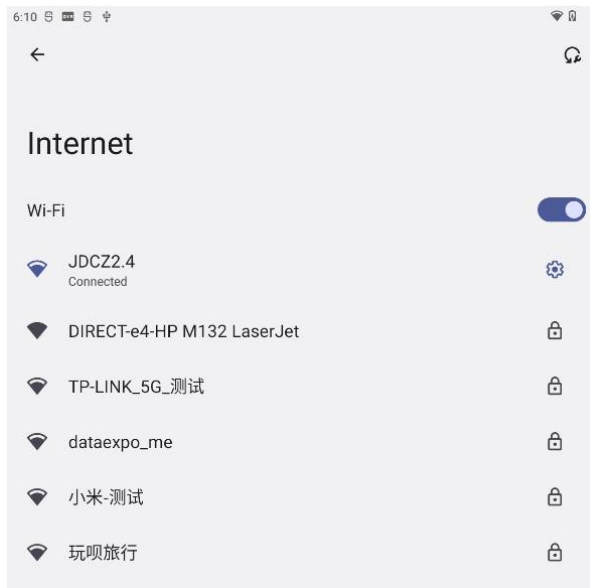 6:10
Internet
Wi-Fi
JDCZ2.4
Connected
DIRECT-e4-HP M132 LaserJet
TP-LINK_5G_测试
dataexpo_me
小米-测试
玩呗旅行